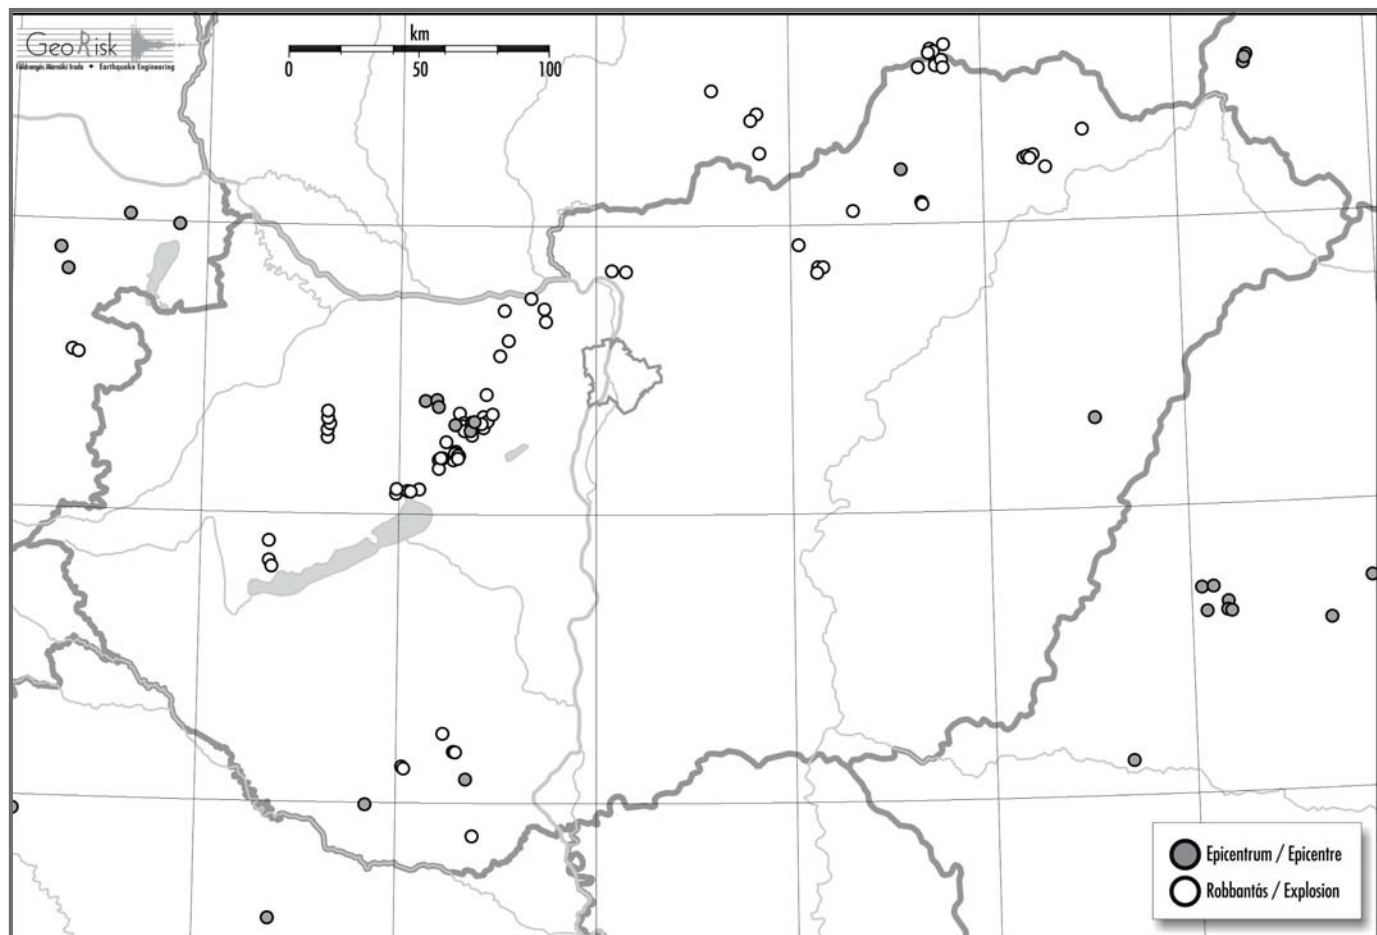 GeoRisk
Földrengés Mérnöki Iroda ✦ Earthquake Engineering
km
0 50 100
Epicentrum / Epicentre
Robbantás / Explosion